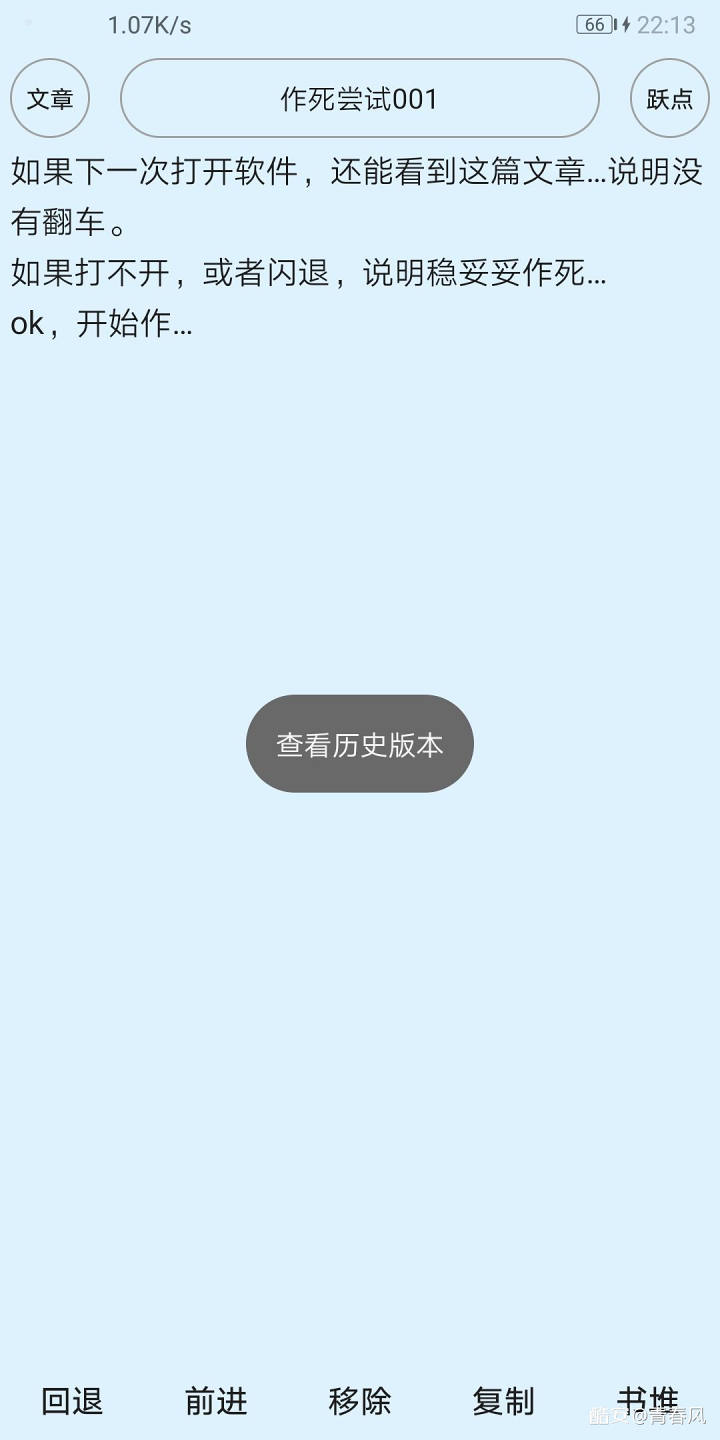 1.07K/s 66 22:13
文章 作死尝试001 跃点
如果下一次打开软件，还能看到这篇文章...说明没
有翻车。
如果打不开，或者闪退，说明稳妥妥作死...
ok，开始作...
查看历史版本
回退 前进 移除 复制 书堆
酷安@青春风